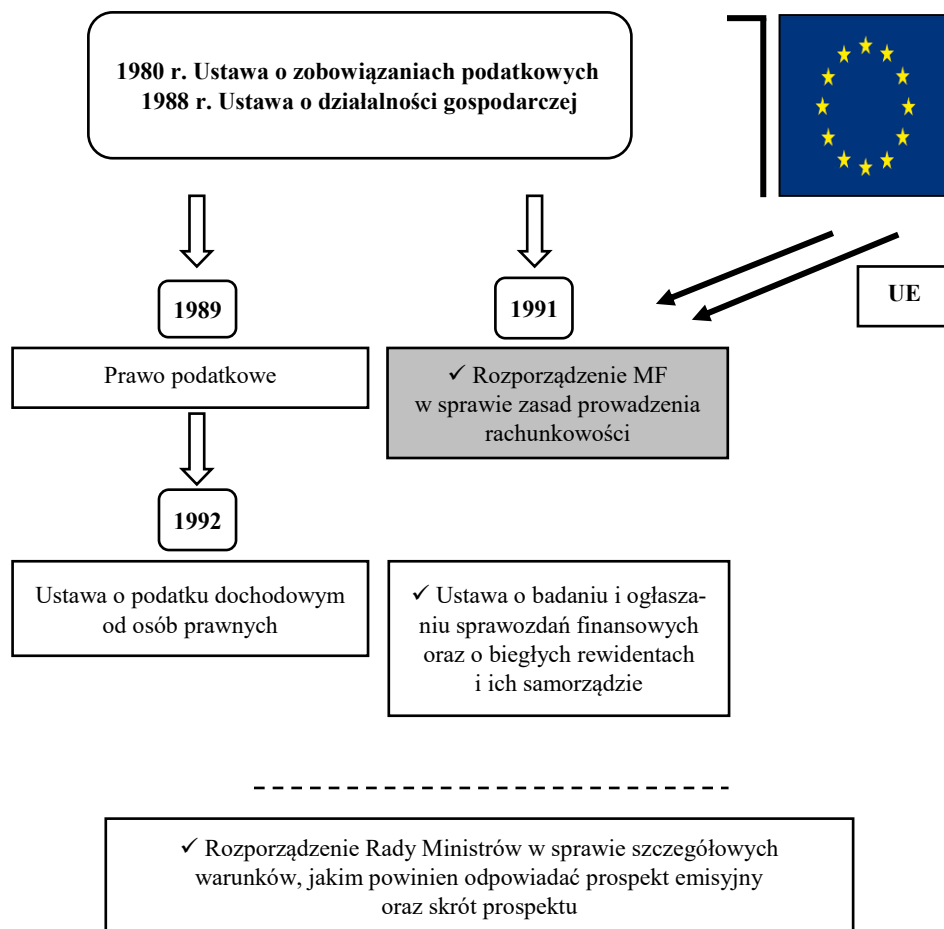 1980 r. Ustawa o zobowiązaniach podatkowych
1988 r. Ustawa o działalności gospodarczej
UE
1989
1991
Prawo podatkowe
✓ Rozporządzenie MF
w sprawie zasad prowadzenia
rachunkowości
1992
Ustawa o podatku dochodowym
od osób prawnych
✓ Ustawa o badaniu i ogłasza-
niu sprawozdań finansowych
oraz o biegłych rewidentach
i ich samorządzie
✓ Rozporządzenie Rady Ministrów w sprawie szczegółowych
warunków, jakim powinien odpowiadać prospekt emisyjny
oraz skrót prospektu